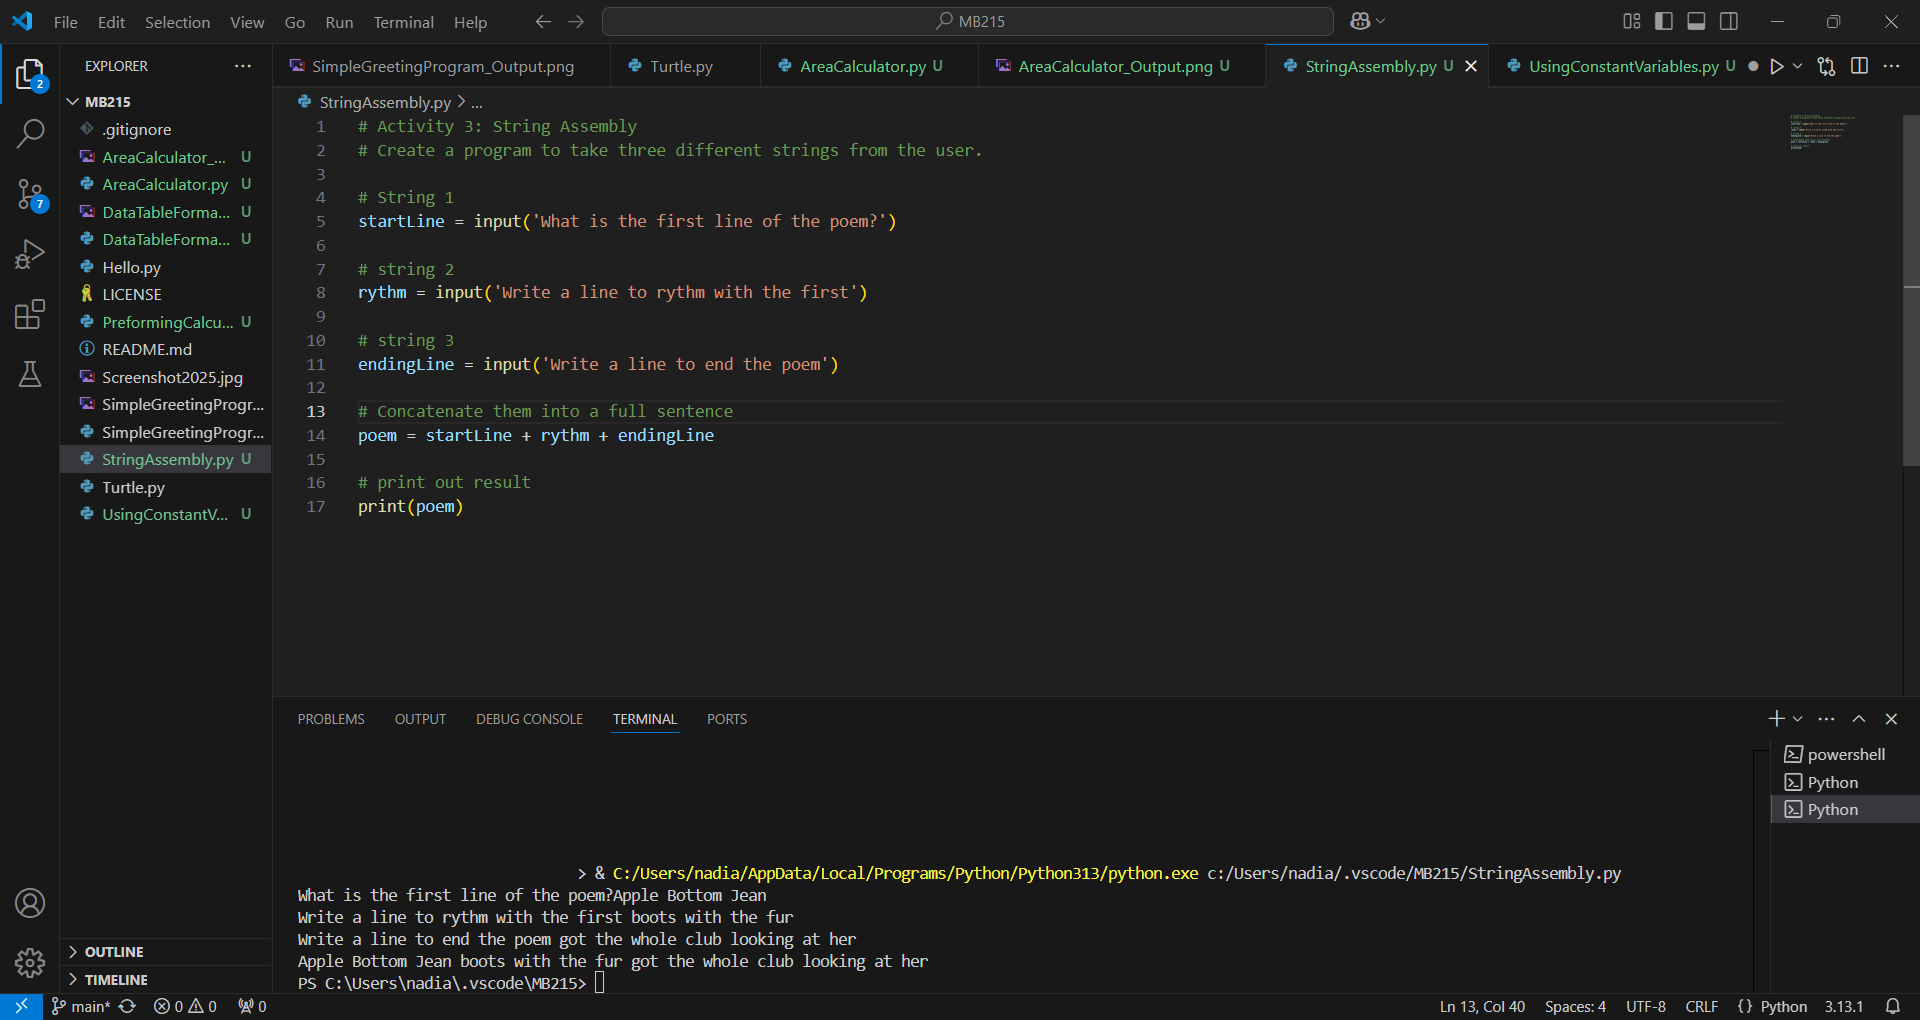 File Edit Selection View Go Run Terminal Help
MB215
EXPLORER
SimpleGreetingProgram_Output.png
Turtle.py
AreaCalculator.py U
AreaCalculator_Output.png U
StringAssembly.py U
UsingConstantVariables.py U
2
7
MB215
.gitignore
AreaCalculator_... U
AreaCalculator.py U
DataTableForma... U
DataTableForma... U
Hello.py
LICENSE
PreformingCalcu... U
README.md
Screenshot2025.jpg
SimpleGreetingProgr...
SimpleGreetingProgr...
StringAssembly.py U
Turtle.py
UsingConstantV... U
OUTLINE
TIMELINE
StringAssembly.py > ...
1 # Activity 3: String Assembly
2 # Create a program to take three different strings from the user.
3
4 # String 1
5 startLine = input('What is the first line of the poem?')
6
7 # string 2
8 rythm = input('Write a line to rythm with the first')
9
10 # string 3
11 endingLine = input('Write a line to end the poem')
12
13 # Concatenate them into a full sentence
14 poem = startLine + rythm + endingLine
15
16 # print out result
17 print(poem)
PROBLEMS OUTPUT DEBUG CONSOLE TERMINAL PORTS
powershell
Python
Python
> & C:/Users/nadia/AppData/Local/Programs/Python/Python313/python.exe c:/Users/nadia/.vscode/MB215/StringAssembly.py
What is the first line of the poem?Apple Bottom Jean
Write a line to rythm with the first boots with the fur
Write a line to end the poem got the whole club looking at her
Apple Bottom Jean boots with the fur got the whole club looking at her
PS C:\Users\nadia\.vscode\MB215>
main* 0 0 0
Ln 13, Col 40 Spaces: 4 UTF-8 CRLF {} Python 3.13.1